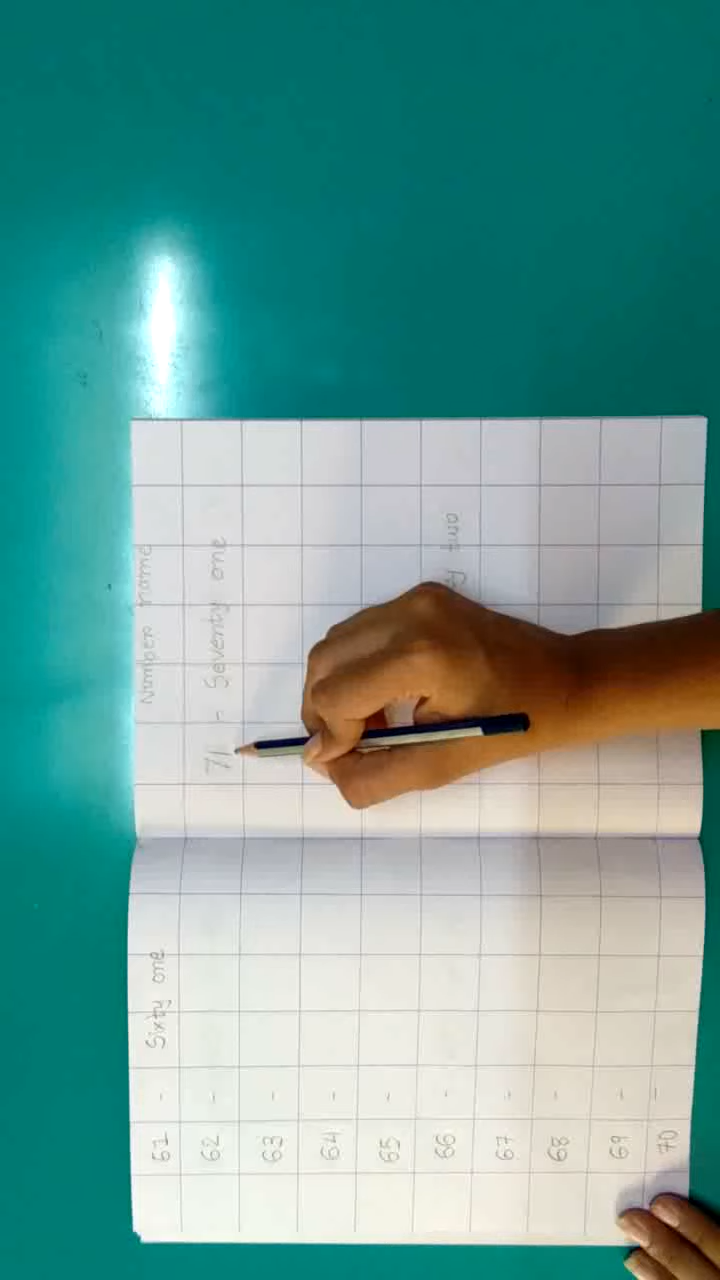 61 - Sixty one
62 -
63 -
64 -
65 -
66 -
67 -
68 -
69 -
70 -
Number name
71 - Seventy one
two